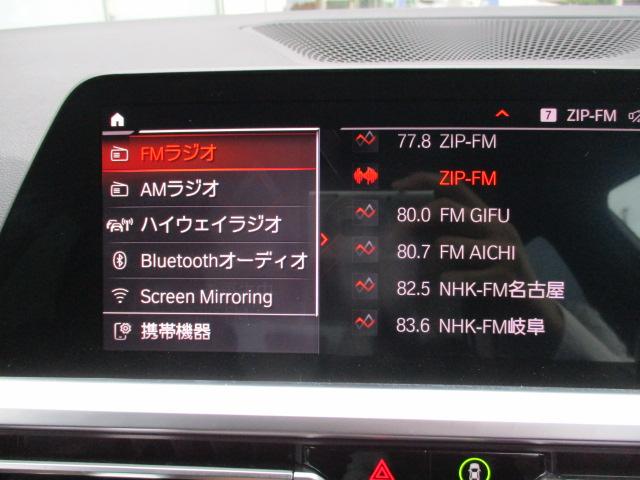 7 ZIP-FM
FMラジオ
AMラジオ
ハイウェイラジオ
Bluetoothオーディオ
Screen Mirroring
携帯機器
77.8 ZIP-FM
ZIP-FM
80.0 FM GIFU
80.7 FM AICHI
82.5 NHK-FM名古屋
83.6 NHK-FM岐阜